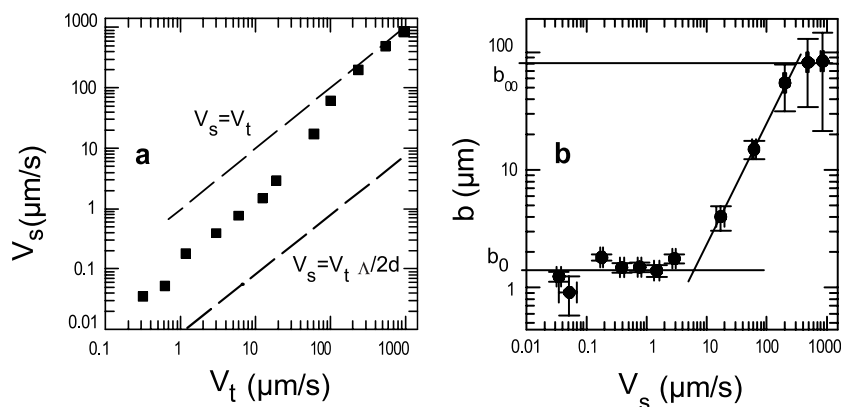 1000
100
10
1
0.1
0.01
V_s(μm/s)
a
V_s=V_t
V_s=V_t Λ/2d
0.1 1 10 100 1000
V_t (μm/s)
b
100
b_∞
10
b_0
1
b (μm)
0.01 0.1 1 10 100 1000
V_s (μm/s)